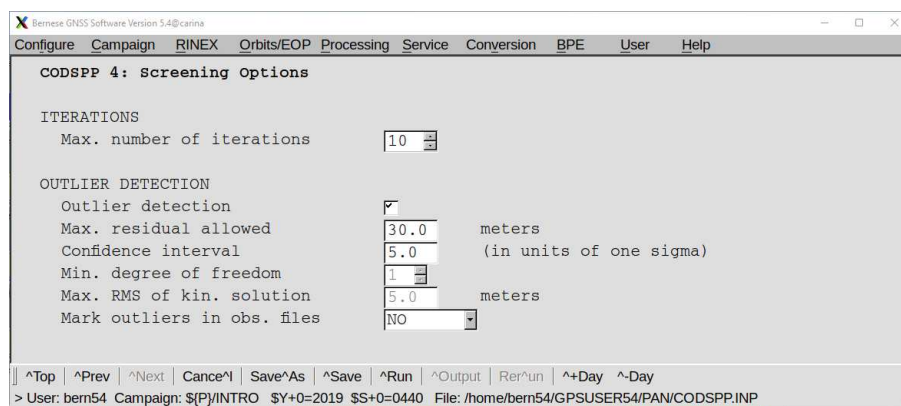 Bernese GNSS Software Version 5.4@carina
Configure Campaign RINEX Orbits/EOP Processing Service Conversion BPE User Help
CODSPP 4: Screening Options
ITERATIONS
Max. number of iterations 10
OUTLIER DETECTION
Outlier detection
Max. residual allowed 30.0 meters
Confidence interval 5.0 (in units of one sigma)
Min. degree of freedom 1
Max. RMS of kin. solution 5.0 meters
Mark outliers in obs. files NO
^Top | ^Prev | ^Next | Cance^l | Save^As | ^Save | ^Run | ^Output | Rer^un | ^+Day ^-Day
> User: bern54 Campaign: ${P}/INTRO $Y+0=2019 $S+0=0440 File: /home/bern54/GPSUSER54/PAN/CODSPP.INP